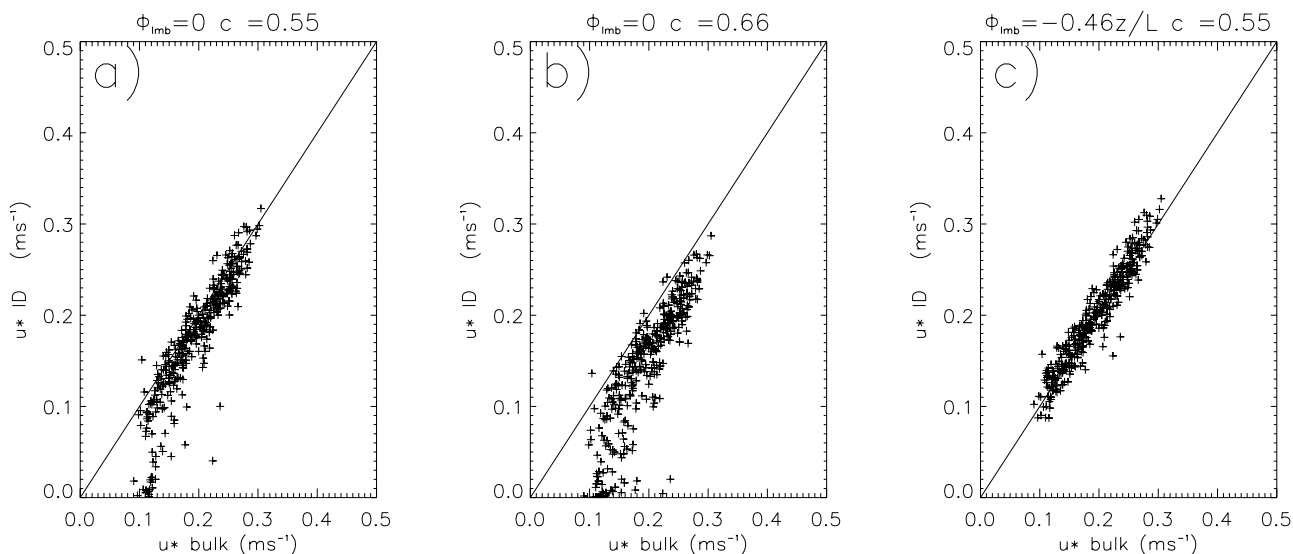 Φlmb=0 c =0.55
a)
0.5
0.4
0.3
0.2
0.1
0.0
u* ID (ms⁻¹)
0.0 0.1 0.2 0.3 0.4 0.5
u* bulk (ms⁻¹)
Φlmb=0 c =0.66
b)
0.5
0.4
0.3
0.2
0.1
0.0
u* ID (ms⁻¹)
0.0 0.1 0.2 0.3 0.4 0.5
u* bulk (ms⁻¹)
Φlmb=−0.46z/L c =0.55
c)
0.5
0.4
0.3
0.2
0.1
0.0
u* ID (ms⁻¹)
0.0 0.1 0.2 0.3 0.4 0.5
u* bulk (ms⁻¹)